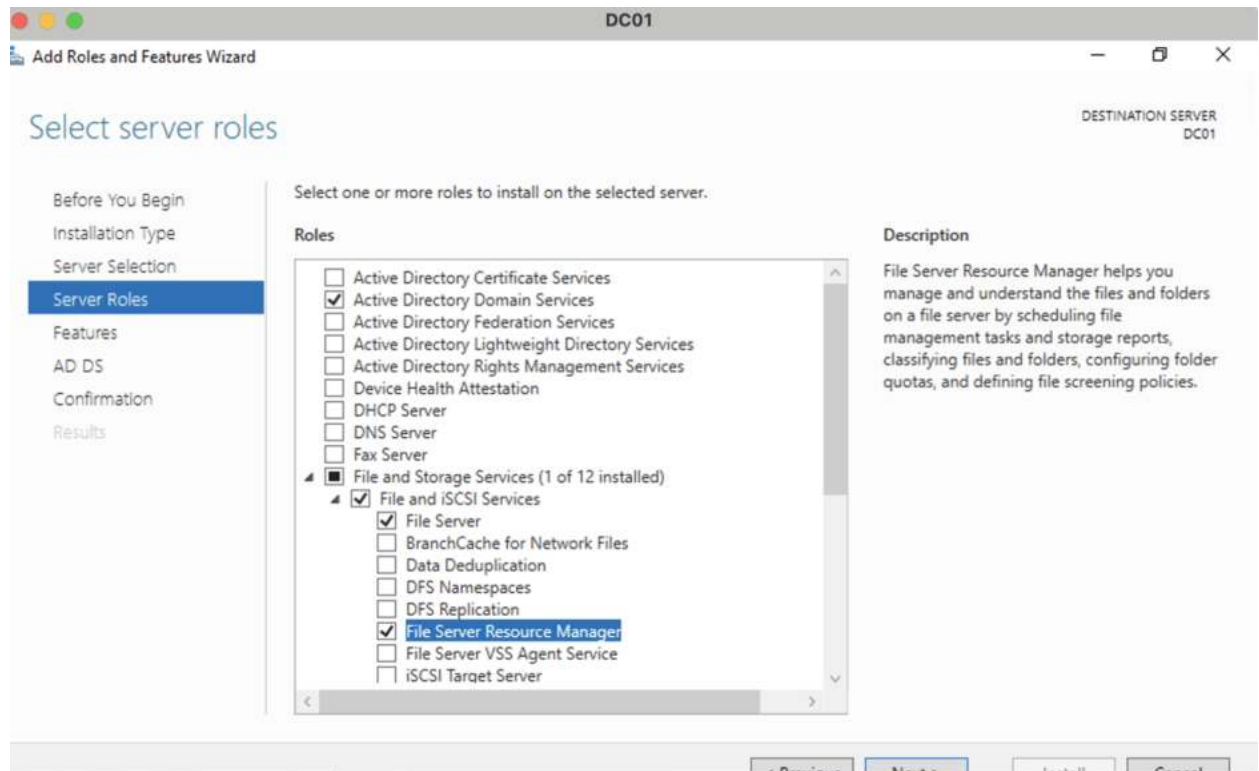 DC01
Add Roles and Features Wizard
Select server roles
DESTINATION SERVER
DC01
Before You Begin
Installation Type
Server Selection
Server Roles
Features
AD DS
Confirmation
Results
Select one or more roles to install on the selected server.
Roles
Active Directory Certificate Services
Active Directory Domain Services
Active Directory Federation Services
Active Directory Lightweight Directory Services
Active Directory Rights Management Services
Device Health Attestation
DHCP Server
DNS Server
Fax Server
File and Storage Services (1 of 12 installed)
File and iSCSI Services
File Server
BranchCache for Network Files
Data Deduplication
DFS Namespaces
DFS Replication
File Server Resource Manager
File Server VSS Agent Service
iSCSI Target Server
Description
File Server Resource Manager helps you
manage and understand the files and folders
on a file server by scheduling file
management tasks and storage reports,
classifying files and folders, configuring folder
quotas, and defining file screening policies.